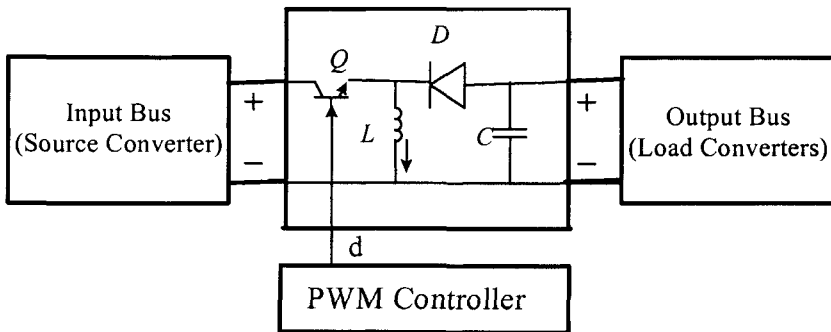 D
Q
Input Bus
(Source Converter)
+
−
L
C
+
−
Output Bus
(Load Converters)
d
PWM Controller